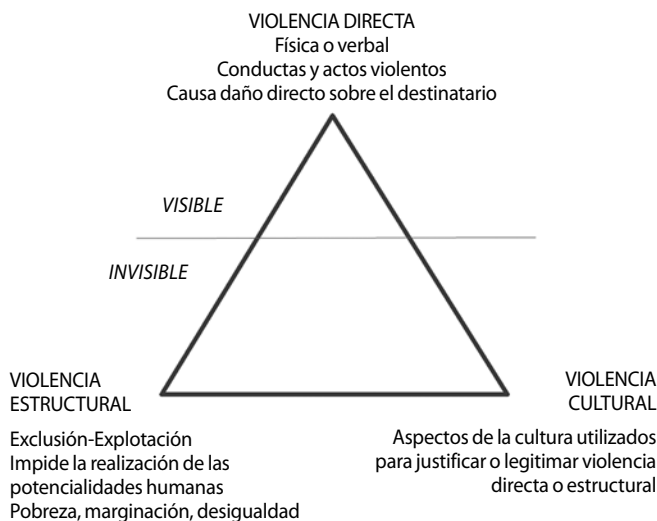 VIOLENCIA DIRECTA
Física o verbal
Conductas y actos violentos
Causa daño directo sobre el destinatario
VISIBLE
INVISIBLE
VIOLENCIA
ESTRUCTURAL
Exclusión-Explotación
Impide la realización de las
potencialidades humanas
Pobreza, marginación, desigualdad
VIOLENCIA
CULTURAL
Aspectos de la cultura utilizados
para justificar o legitimar violencia
directa o estructural